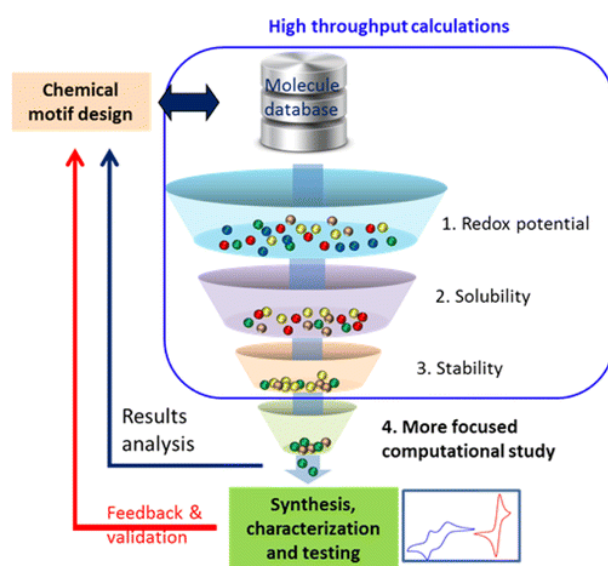 High throughput calculations
Chemical
motif design
Molecule
database
1. Redox potential
2. Solubility
3. Stability
4. More focused
computational study
Results
analysis
Feedback &
validation
Synthesis,
characterization
and testing